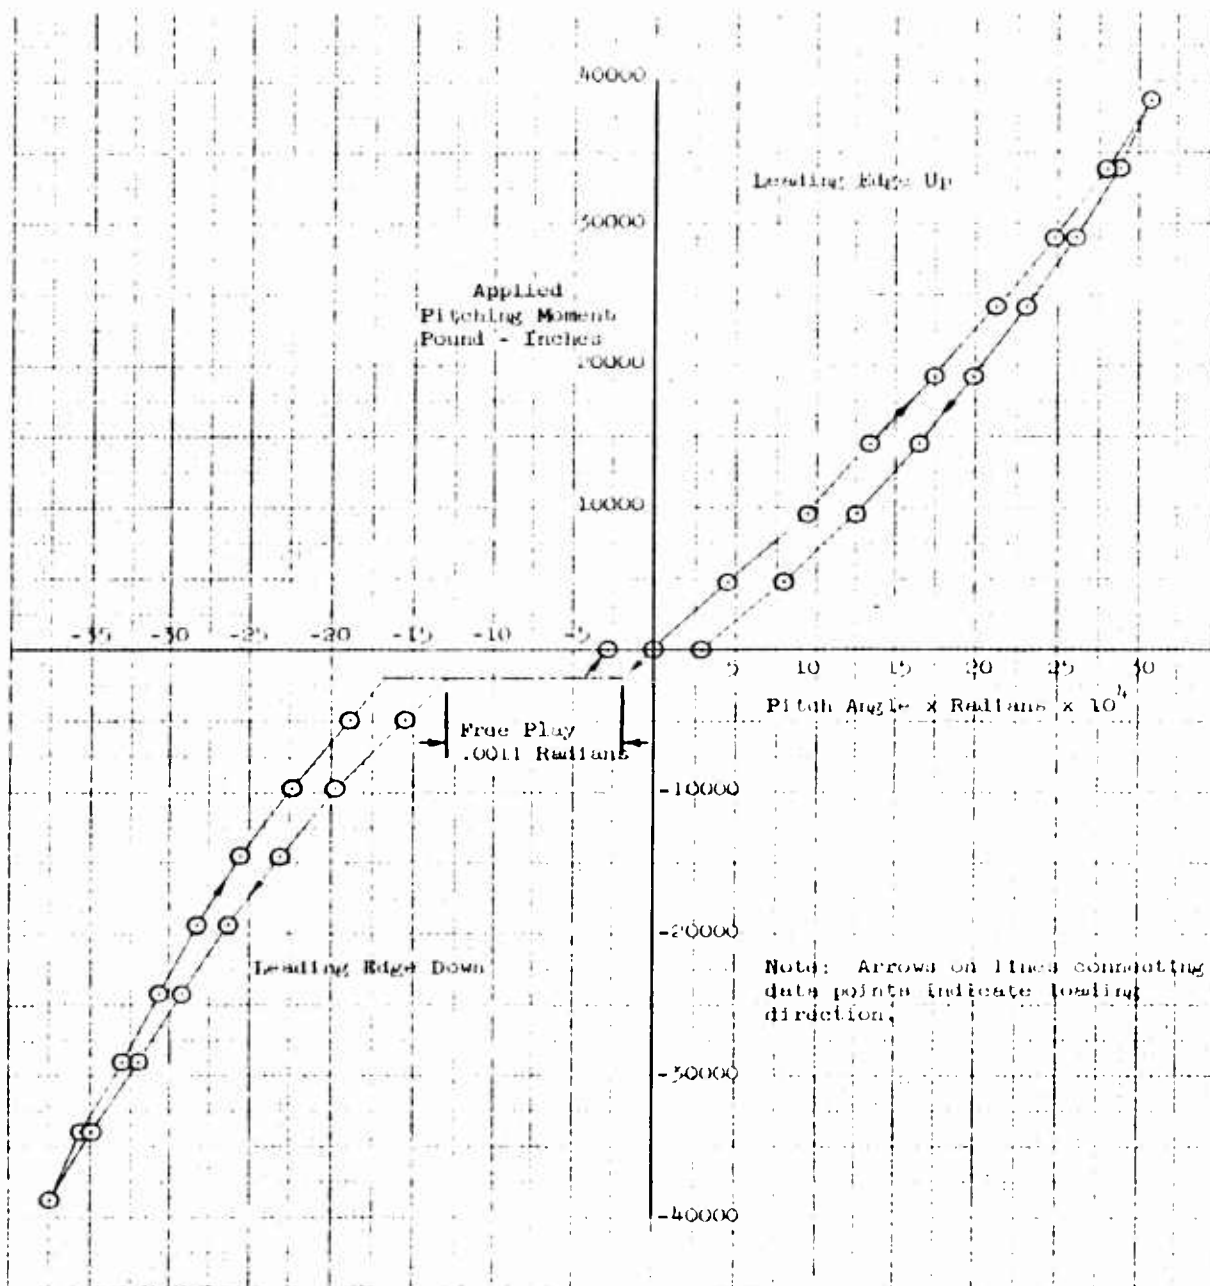 40000
Leading Edge Up
30000
Applied
Pitching Moment
Pound - Inches
20000
10000
-35 -30 -25 -20 -15 -10 -5
5 10 15 20 25 30
Pitch Angle x Radians x 10⁴
Free Play
.0011 Radians
-10000
-20000
Leading Edge Down
Note: Arrows on lines connecting
data points indicate loading
direction.
-30000
-40000